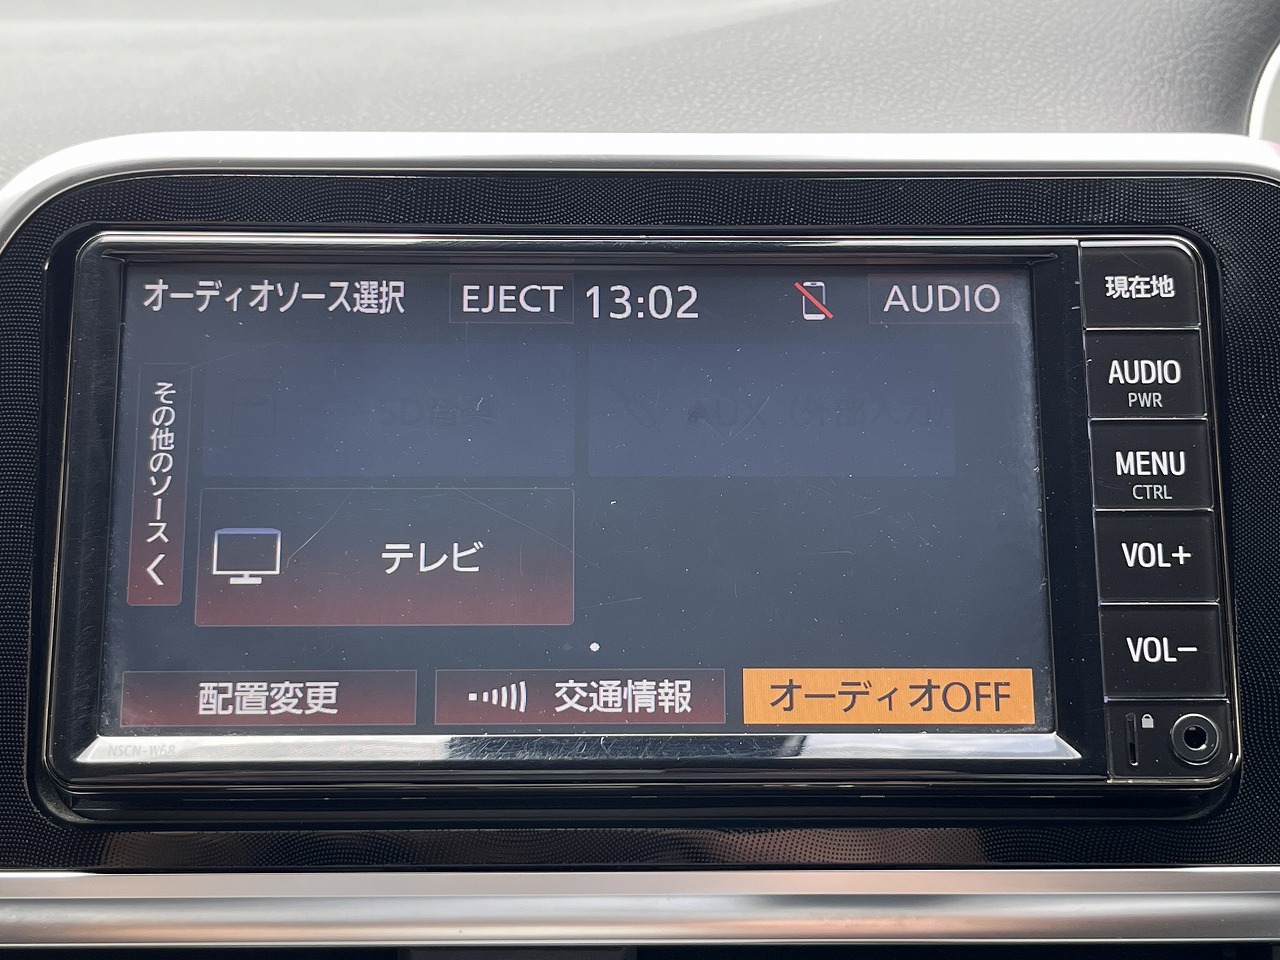 オーディオソース選択
EJECT
13:02
AUDIO
その他のソース
テレビ
配置変更
交通情報
オーディオOFF
NSCN-W68
現在地
AUDIO
PWR
MENU
CTRL
VOL+
VOL-